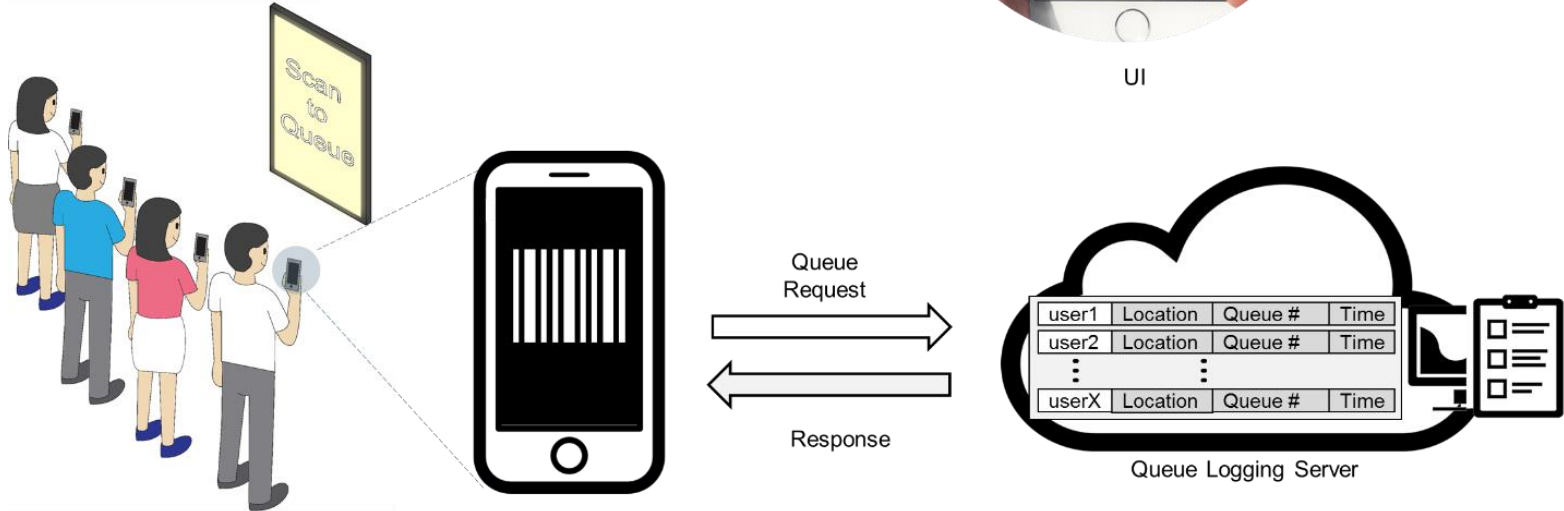 Scan
to
Queue
UI
Queue
Request
Response
user1 Location Queue # Time
user2 Location Queue # Time
userX Location Queue # Time
Queue Logging Server